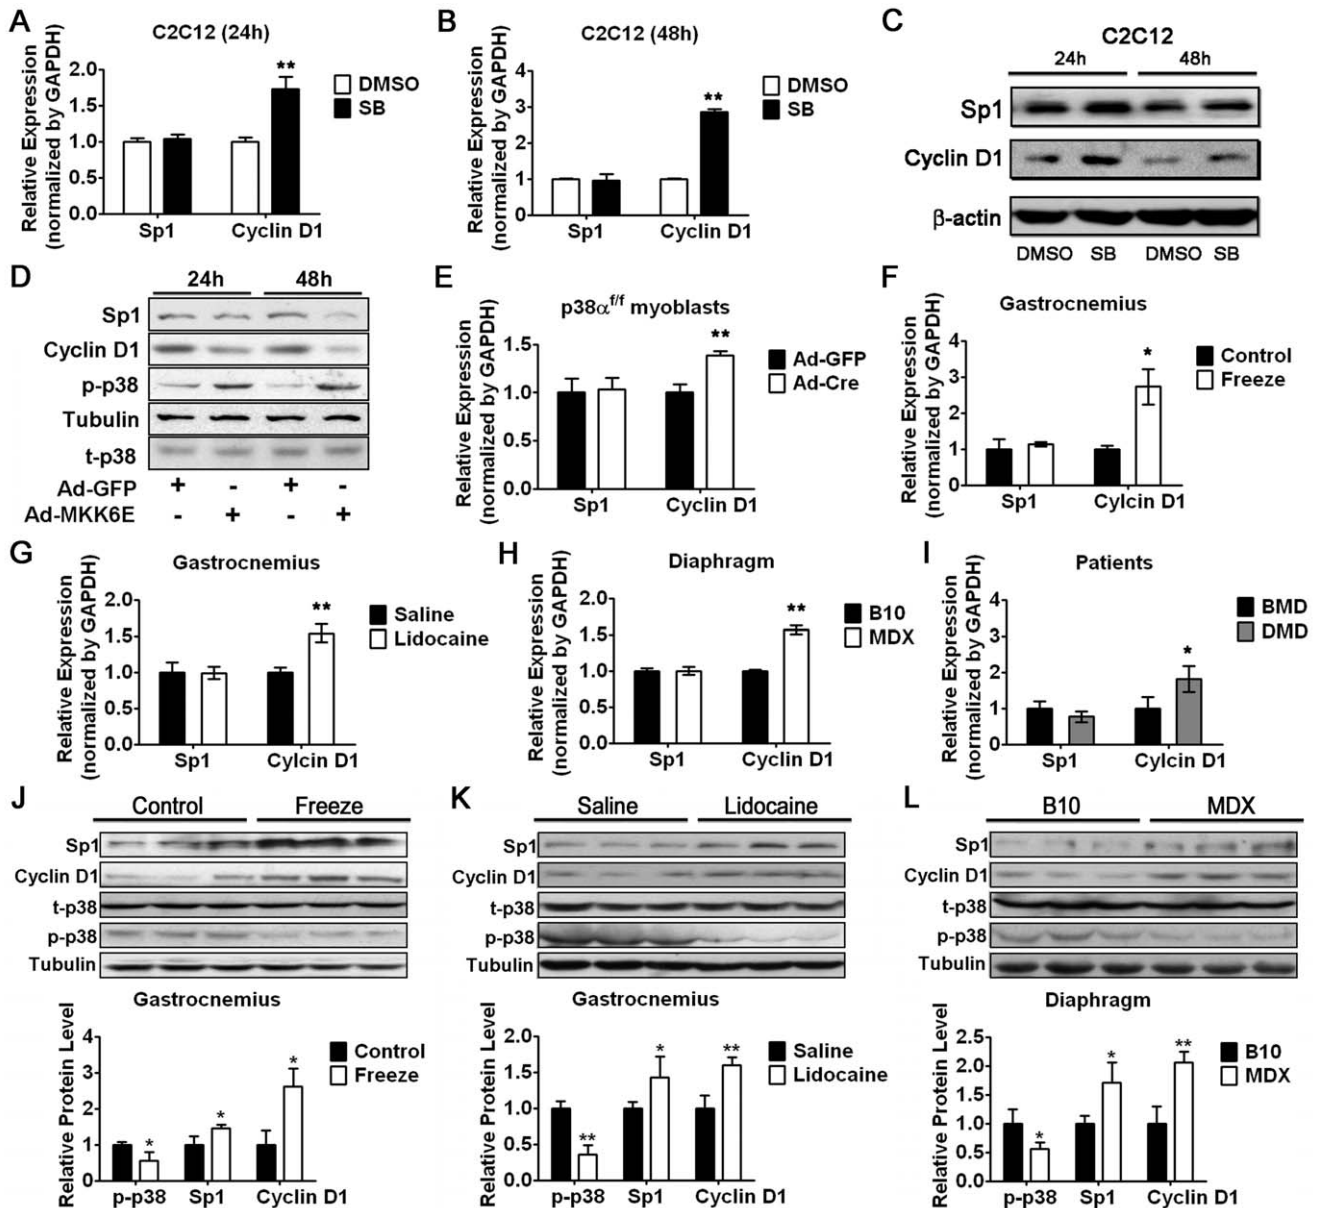 A
C2C12 (24h)
Relative Expression
(normalized by GAPDH)
2.0
1.5
1.0
0.5
0.0
**
DMSO
SB
Sp1
Cyclin D1
B
C2C12 (48h)
Relative Expression
(normalized by GAPDH)
4
3
2
1
0
**
DMSO
SB
Sp1
Cyclin D1
C
C2C12
24h 48h
Sp1
Cyclin D1
β-actin
DMSO SB DMSO SB
D
24h 48h
Sp1
Cyclin D1
p-p38
Tubulin
t-p38
Ad-GFP + - + -
Ad-MKK6E - + - +
E
p38αf/f myoblasts
Relative Expression
(normalized by GAPDH)
1.5
1.0
0.5
0.0
**
Ad-GFP
Ad-Cre
Sp1
Cyclin D1
F
Gastrocnemius
Relative Expression
(normalized by GAPDH)
4
3
2
1
0
*
Control
Freeze
Sp1
Cylcin D1
G
Gastrocnemius
Relative Expression
(normalized by GAPDH)
2.0
1.5
1.0
0.5
0.0
**
Saline
Lidocaine
Sp1
Cylcin D1
H
Diaphragm
Relative Expression
(normalized by GAPDH)
2.0
1.5
1.0
0.5
0.0
**
B10
MDX
Sp1
Cyclin D1
I
Patients
Relative Expression
(normalized by GAPDH)
4
3
2
1
0
*
BMD
DMD
Sp1
Cylcin D1
J
Control Freeze
Sp1
Cyclin D1
t-p38
p-p38
Tubulin
Gastrocnemius
Relative Protein Level
4
3
2
1
0
* * *
Control
Freeze
p-p38 Sp1 Cyclin D1
K
Saline Lidocaine
Sp1
Cyclin D1
t-p38
p-p38
Tubulin
Gastrocnemius
Relative Protein Level
2.0
1.5
1.0
0.5
0.0
** * **
Saline
Lidocaine
p-p38 Sp1 Cyclin D1
L
B10 MDX
Sp1
Cyclin D1
t-p38
p-p38
Tubulin
Diaphragm
Relative Protein Level
2.5
2.0
1.5
1.0
0.5
0.0
* * **
B10
MDX
p-p38 Sp1 Cyclin D1